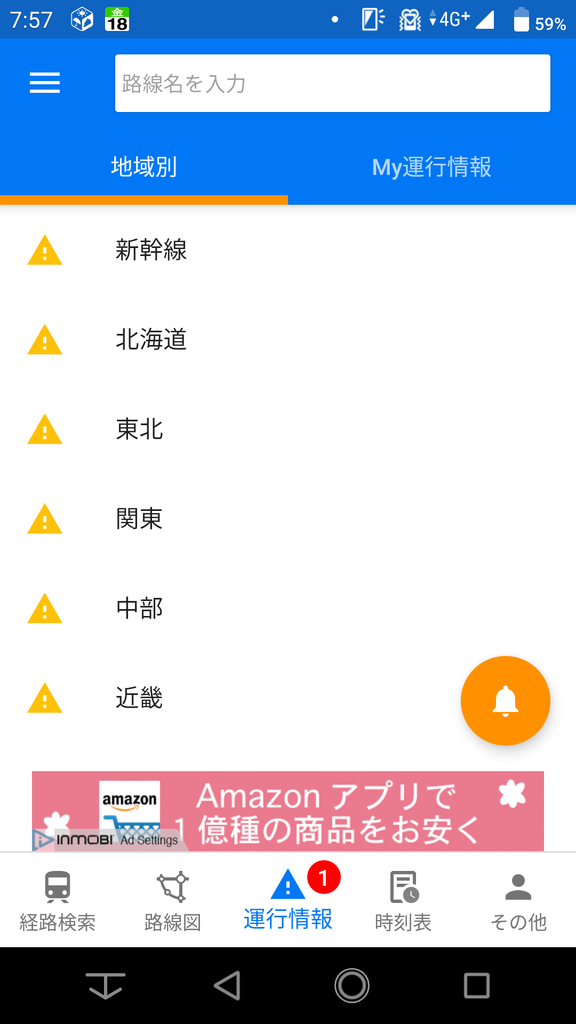 7:57 金 18 4G+ 59%
路線名を入力
地域別 My運行情報
新幹線
北海道
東北
関東
中部
近畿
amazon
Amazon アプリで
1 億種の商品をお安く
INMOBI Ad Settings
1
経路検索 路線図 運行情報 時刻表 その他